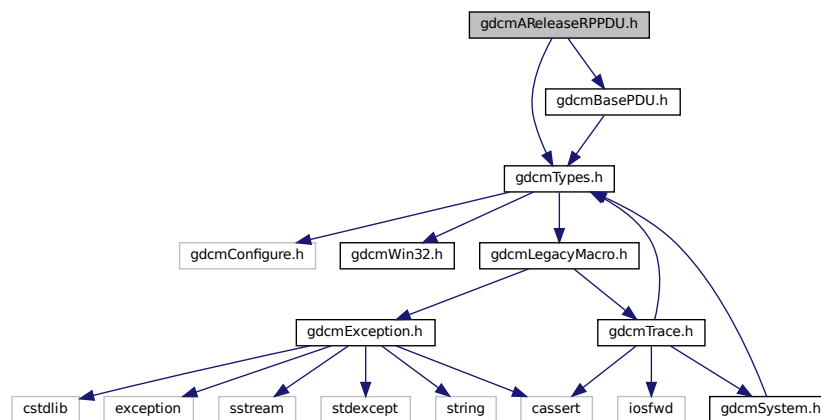 gdcmAReleaseRPPDU.h
gdcmBasePDU.h
gdcmTypes.h
gdcmConfigure.h
gdcmWin32.h
gdcmLegacyMacro.h
gdcmException.h
gdcmTrace.h
cstdlib
exception
sstream
stdexcept
string
cassert
iosfwd
gdcmSystem.h